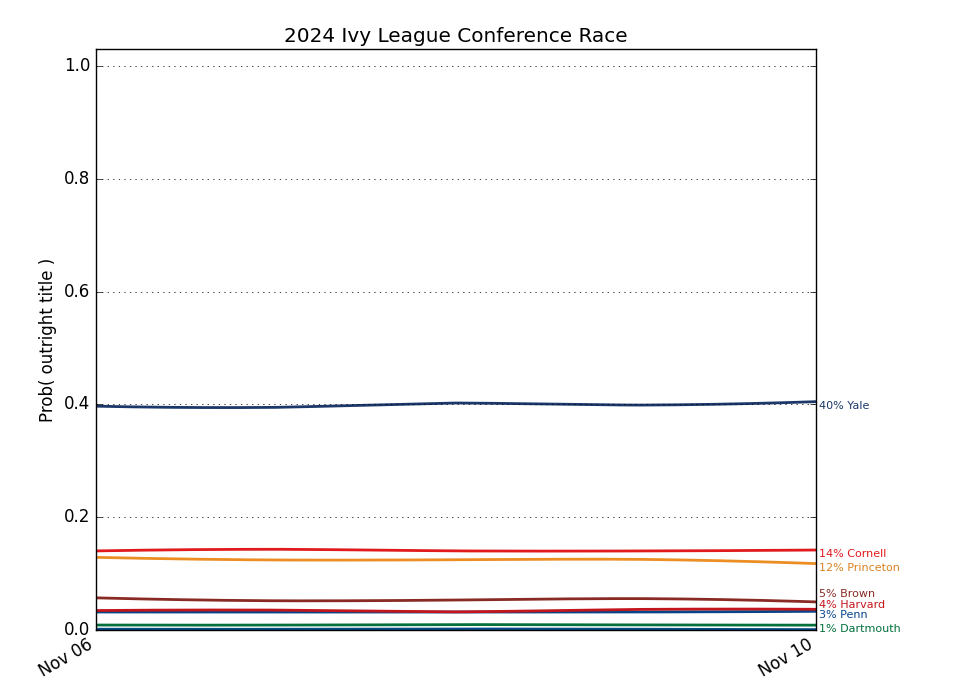 2024 Ivy League Conference Race
1.0
0.8
0.6
0.4
0.2
0.0
Prob( outright title )
40% Yale
14% Cornell
12% Princeton
5% Brown
4% Harvard
3% Penn
1% Dartmouth
Nov 06
Nov 10